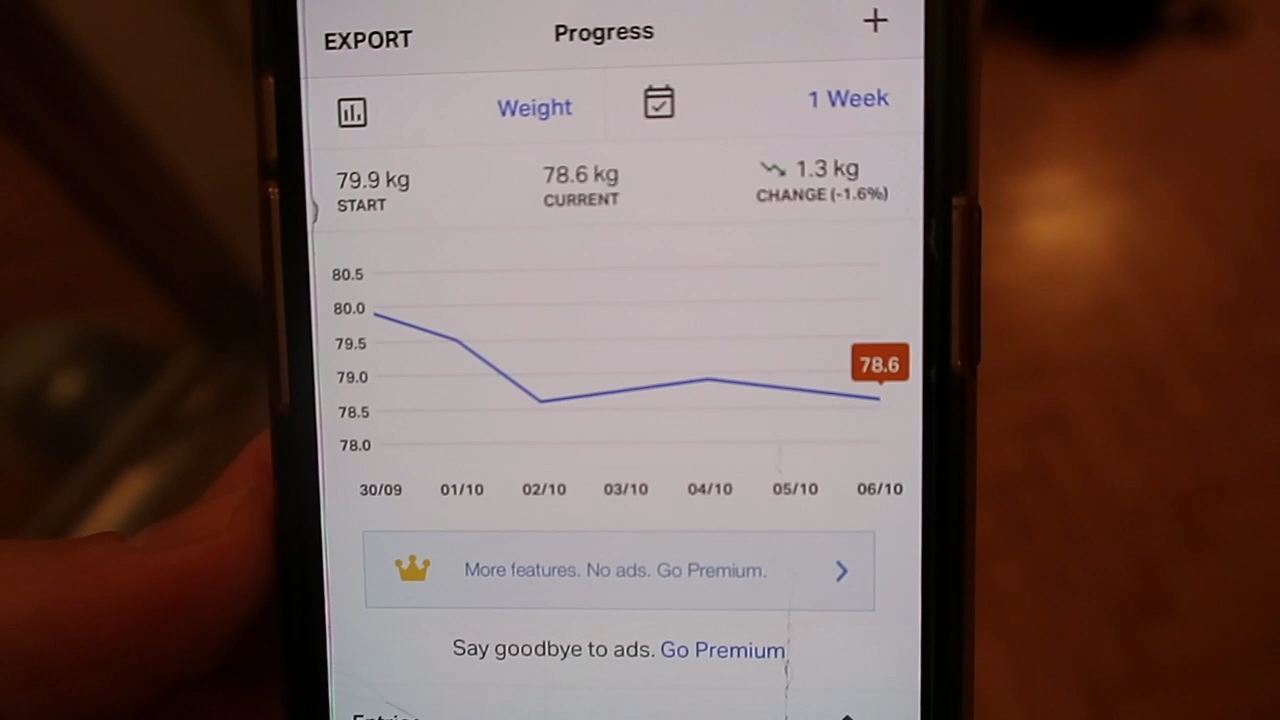 EXPORT Progress +
Weight 1 Week
79.9 kg 78.6 kg 1.3 kg
START CURRENT CHANGE (-1.6%)
80.5
80.0
79.5
78.6
79.0
78.5
78.0
30/09 01/10 02/10 03/10 04/10 05/10 06/10
More features. No ads. Go Premium.
Say goodbye to ads. Go Premium
Entries